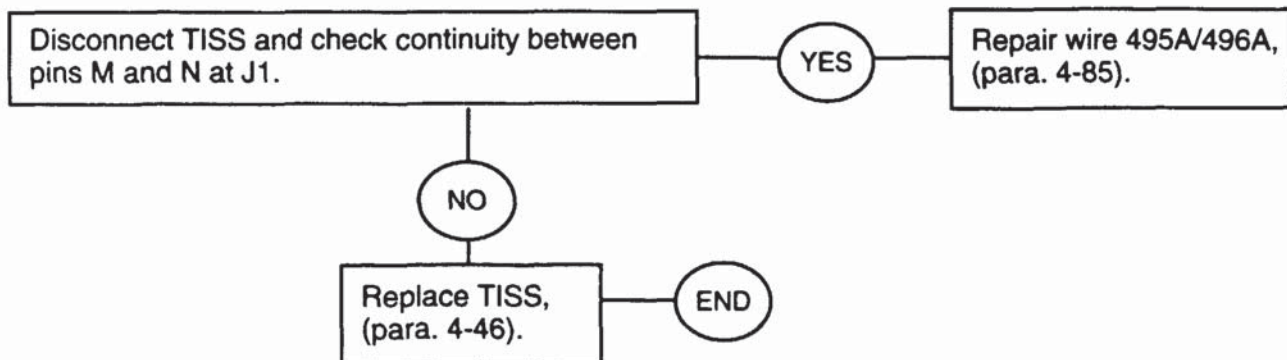 Disconnect TISS and check continuity between
pins M and N at J1.
YES
Repair wire 495A/496A,
(para. 4-85).
NO
Replace TISS,
(para. 4-46).
END